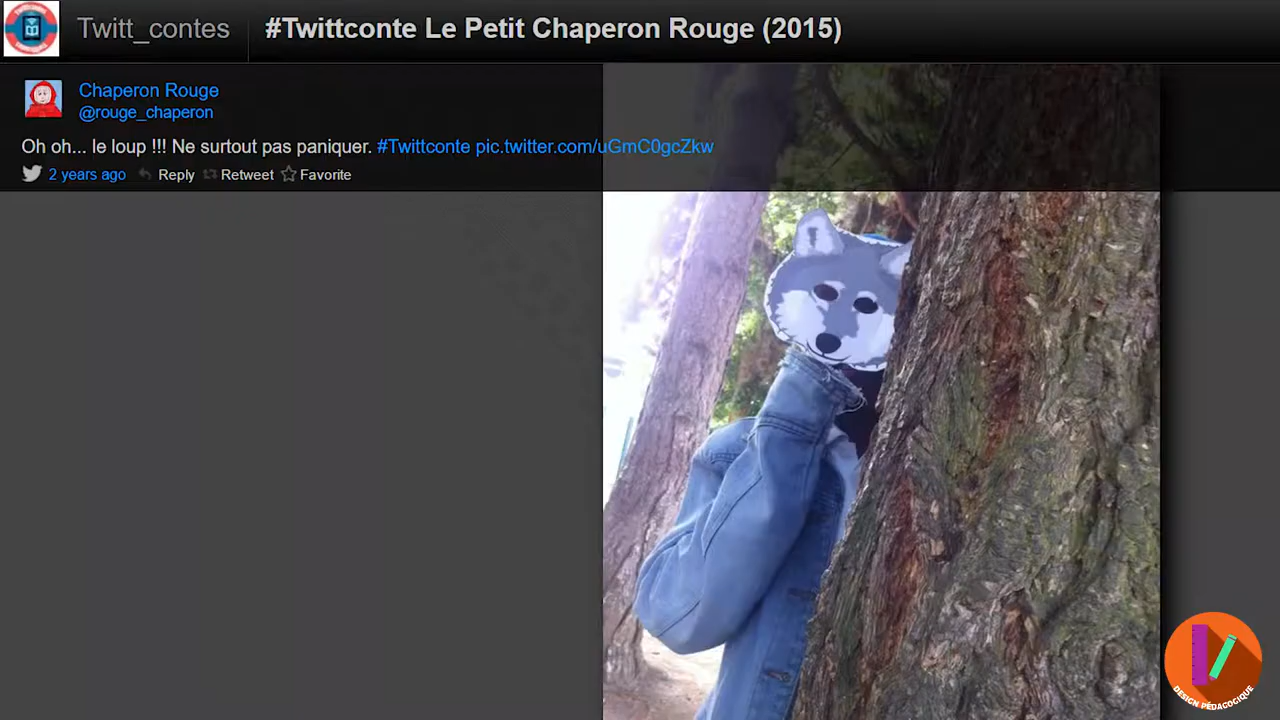 Twitt_contes
#Twittconte Le Petit Chaperon Rouge (2015)
Chaperon Rouge
@rouge_chaperon
Oh oh... le loup !!! Ne surtout pas paniquer. #Twittconte pic.twitter.com/uGmC0gcZkw
2 years ago Reply Retweet Favorite
DESIGN PÉDAGOGIQUE